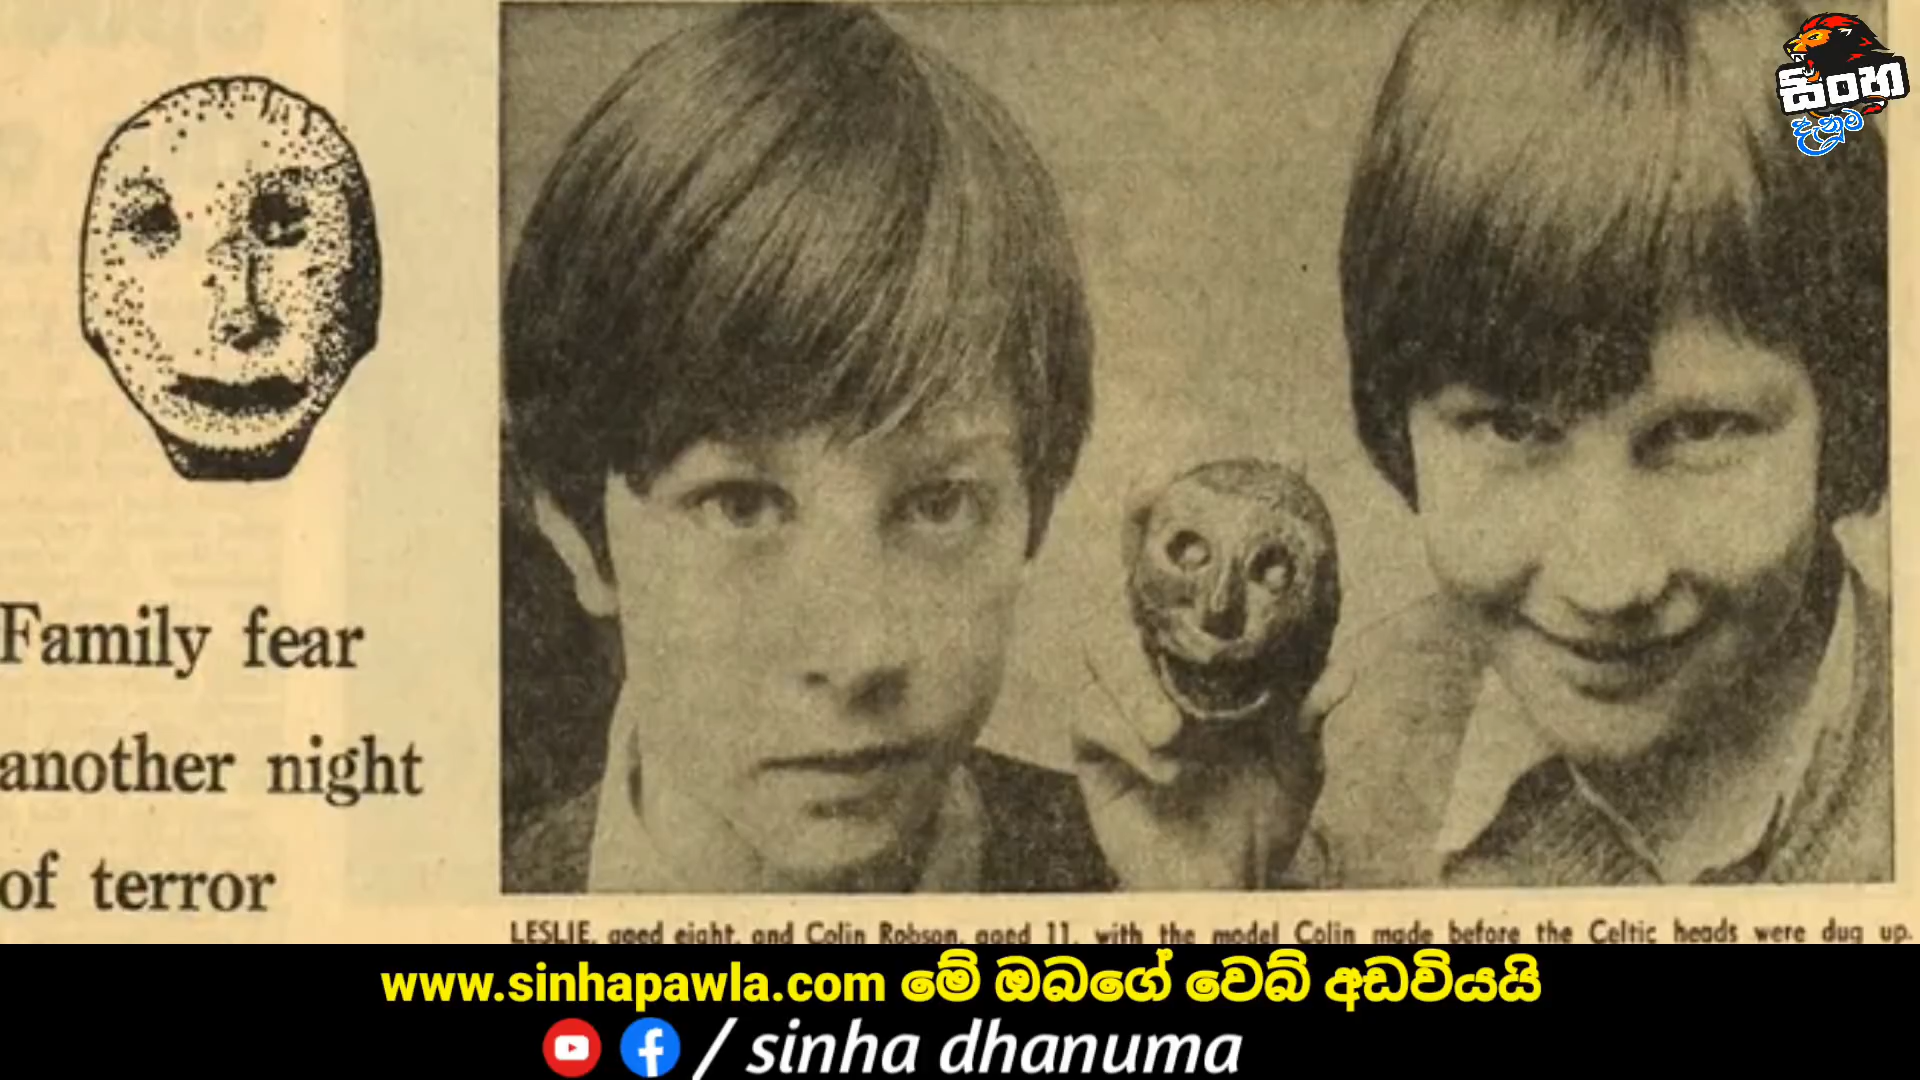 සිංහ
දැනුම
Family fear
another night
of terror
LESLIE, aged eight, and Colin Robson, aged 11, with the model Colin made before the Celtic heads were dug up.
www.sinhapawla.com මේ ඔබගේ වෙබ් අඩවියයි
/ sinha dhanuma